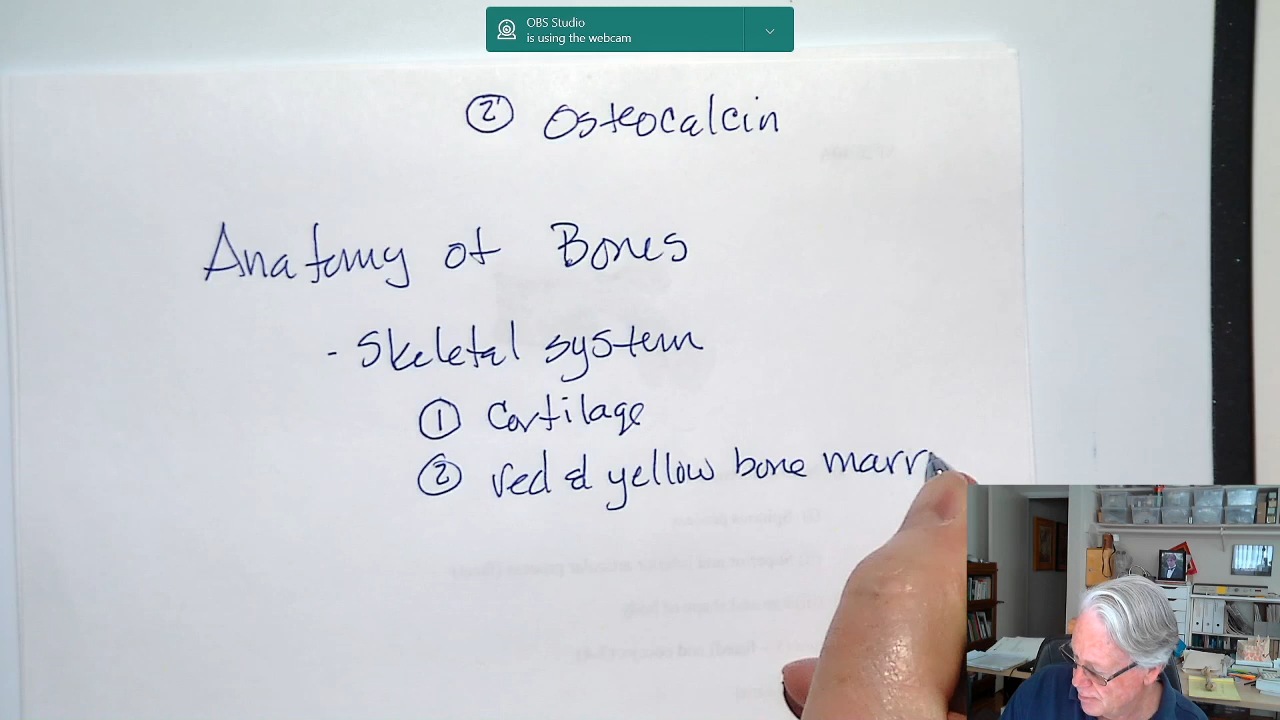 OBS Studio
is using the webcam
② Osteocalcin
Anatomy of Bones
- Skeletal system
① Cartilage
② red & yellow bone marr